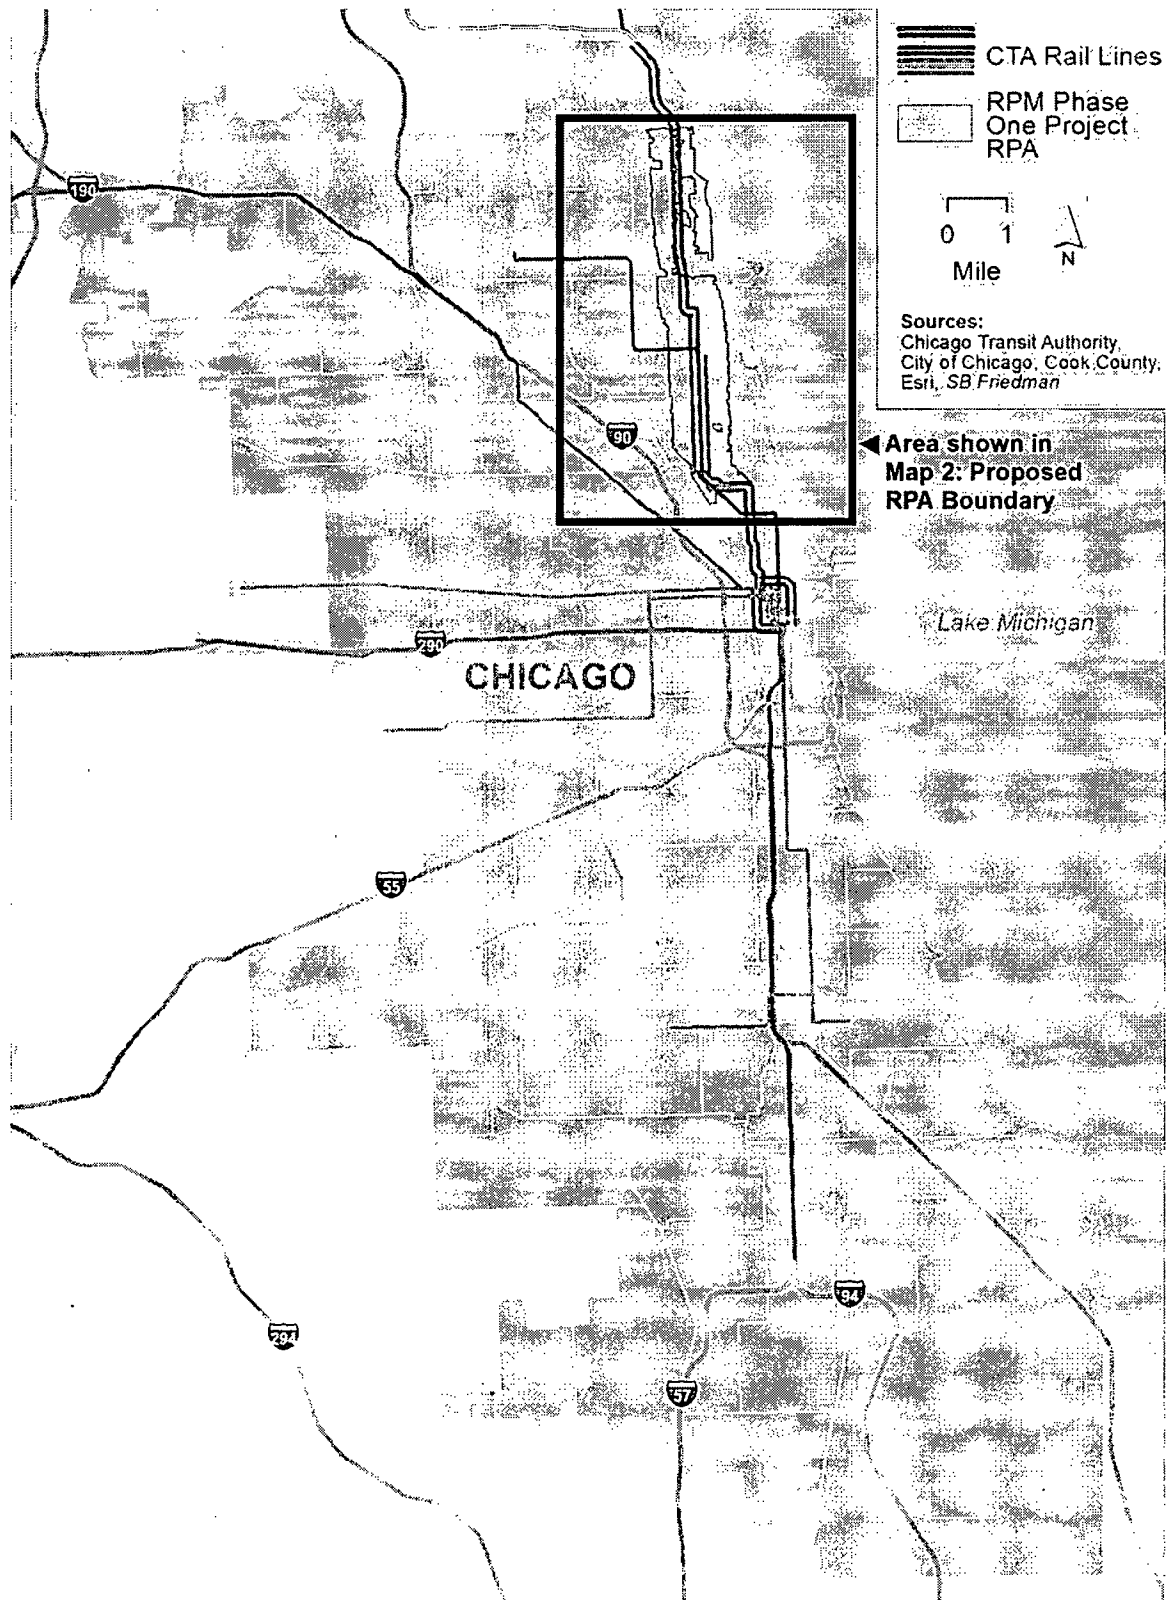 CTA Rail Lines
RPM Phase
One Project
RPA
0 1
Mile
N
Sources:
Chicago Transit Authority,
City of Chicago, Cook County,
Esri, SB Friedman
190
90
Area shown in
Map 2: Proposed
RPA Boundary
Lake Michigan
290
CHICAGO
55
94
294
57